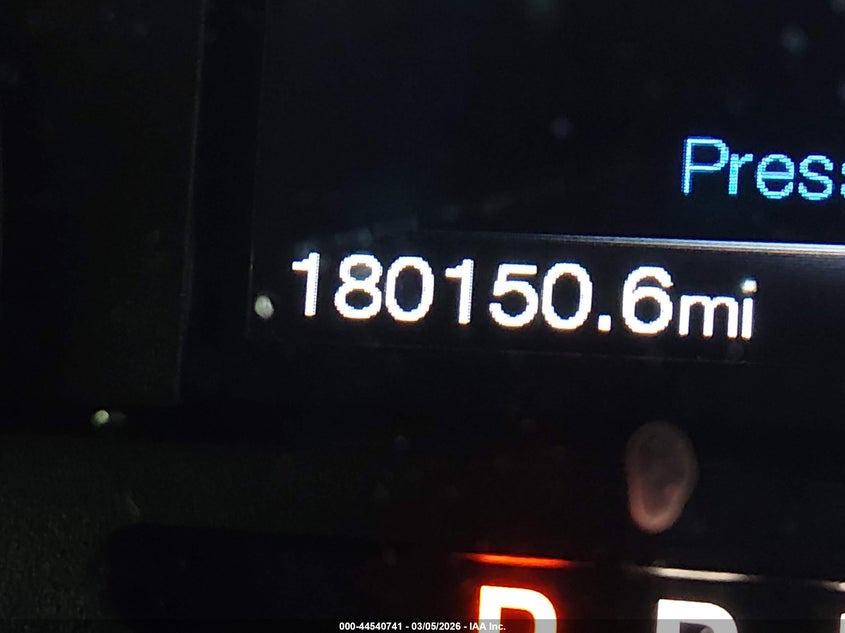 Press
180150.6mi
P R
000-44540741 - 03/05/2026 - IAA Inc.